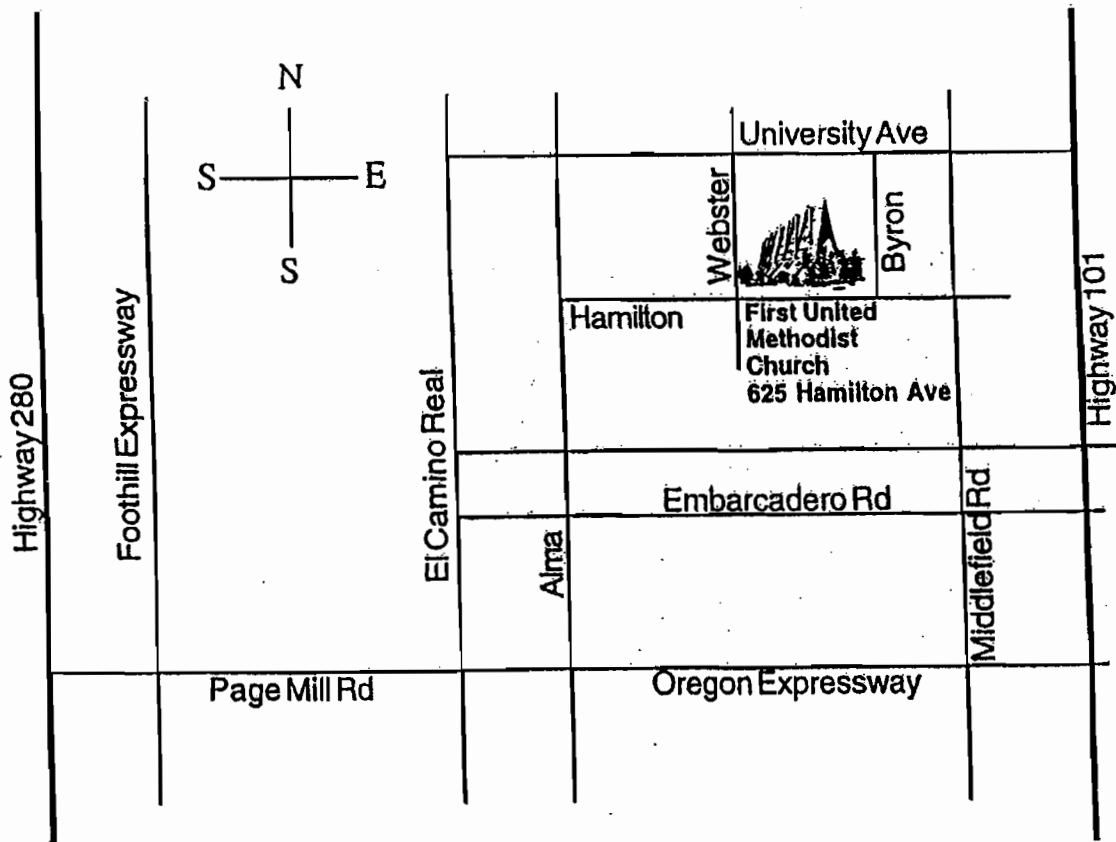 N
S E
S
University Ave
Webster
Byron
Hamilton
First United
Methodist
Church
625 Hamilton Ave
Highway 280
Foothill Expressway
El Camino Real
Alma
Embarcadero Rd
Middlefield Rd
Highway 101
Page Mill Rd
Oregon Expressway